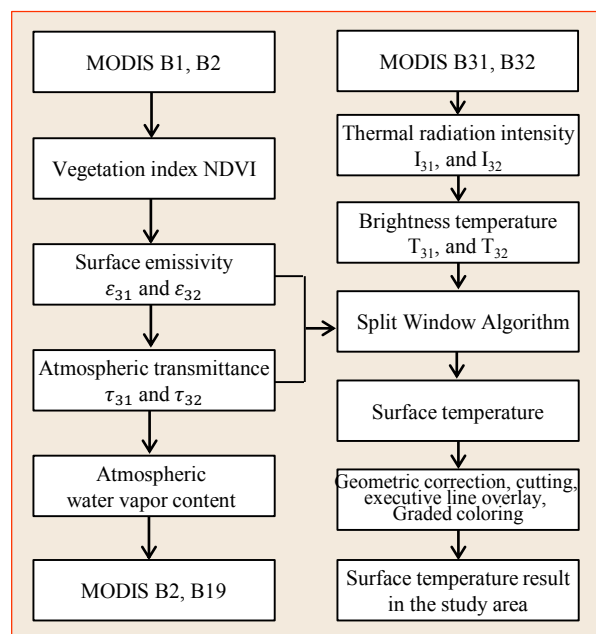 MODIS B1, B2
Vegetation index NDVI
Surface emissivity
ε₃₁ and ε₃₂
Atmospheric transmittance
τ₃₁ and τ₃₂
Atmospheric
water vapor content
MODIS B2, B19
MODIS B31, B32
Thermal radiation intensity
I₃₁, and I₃₂
Brightness temperature
T₃₁, and T₃₂
Split Window Algorithm
Surface temperature
Geometric correction, cutting,
executive line overlay,
Graded coloring
Surface temperature result
in the study area